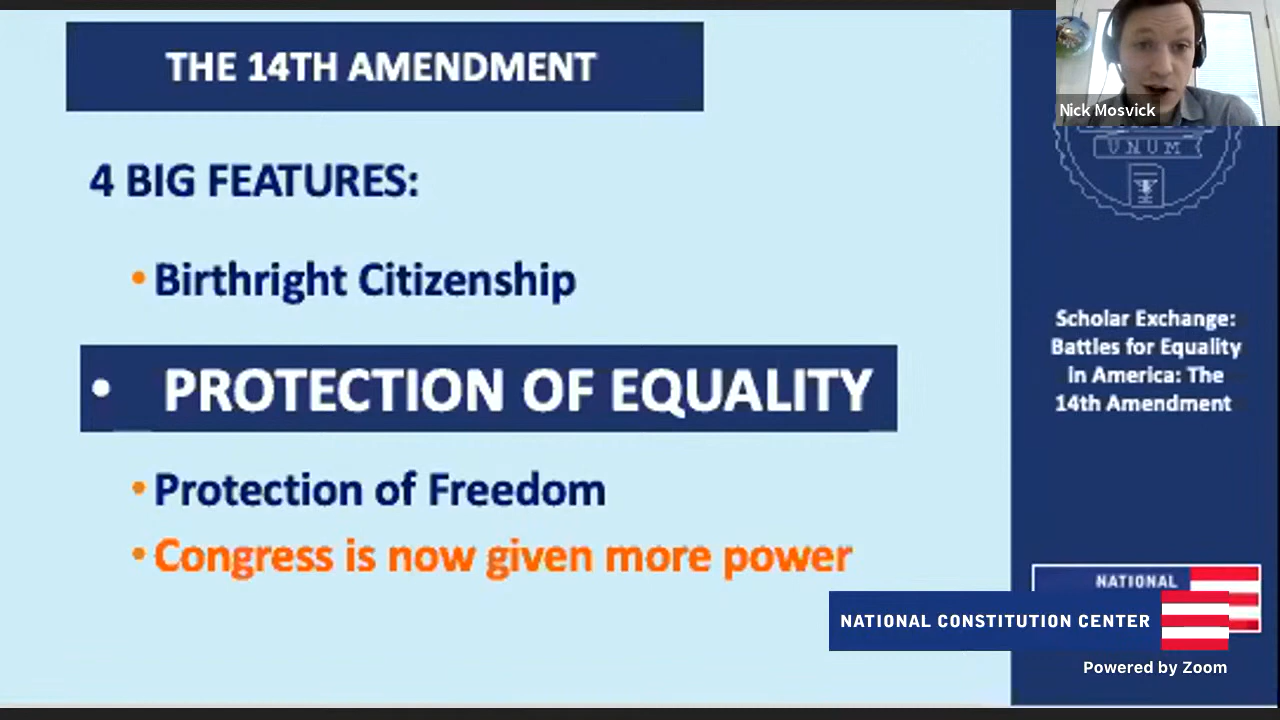 THE 14TH AMENDMENT
4 BIG FEATURES:
• Birthright Citizenship
• PROTECTION OF EQUALITY
• Protection of Freedom
• Congress is now given more power
Nick Mosvick
UNUM
Scholar Exchange:
Battles for Equality
in America: The
14th Amendment
NATIONAL
NATIONAL CONSTITUTION CENTER
Powered by Zoom